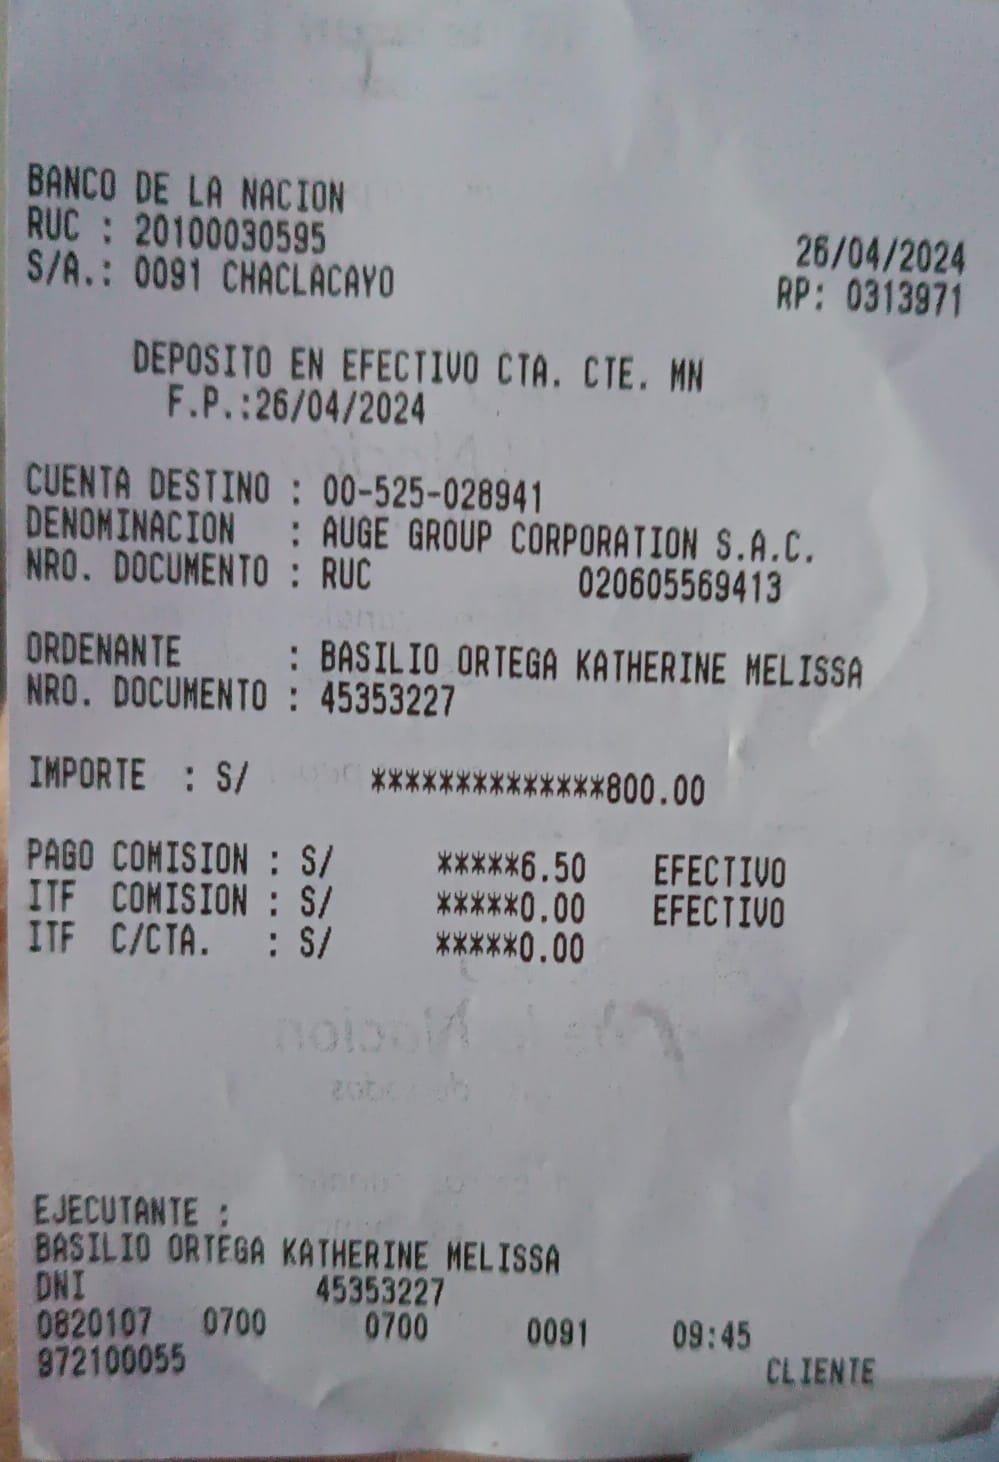 BANCO DE LA NACION
RUC : 20100030595
26/04/2024
S/A.: 0091 CHACLACAYO
RP: 0313971
DEPOSITO EN EFECTIVO CTA. CTE. MN
F.P.:26/04/2024
CUENTA DESTINO : 00-525-028941
DENOMINACION : AUGE GROUP CORPORATION S.A.C.
NRO. DOCUMENTO : RUC 020605569413
ORDENANTE : BASILIO ORTEGA KATHERINE MELISSA
NRO. DOCUMENTO : 45353227
IMPORTE : S/ **************800.00
PAGO COMISION : S/ *****6.50 EFECTIVO
ITF COMISION : S/ *****0.00 EFECTIVO
ITF C/CTA. : S/ *****0.00
EJECUTANTE :
BASILIO ORTEGA KATHERINE MELISSA
DNI 45353227
0820107 0700 0700 0091 09:45
972100055
CLIENTE